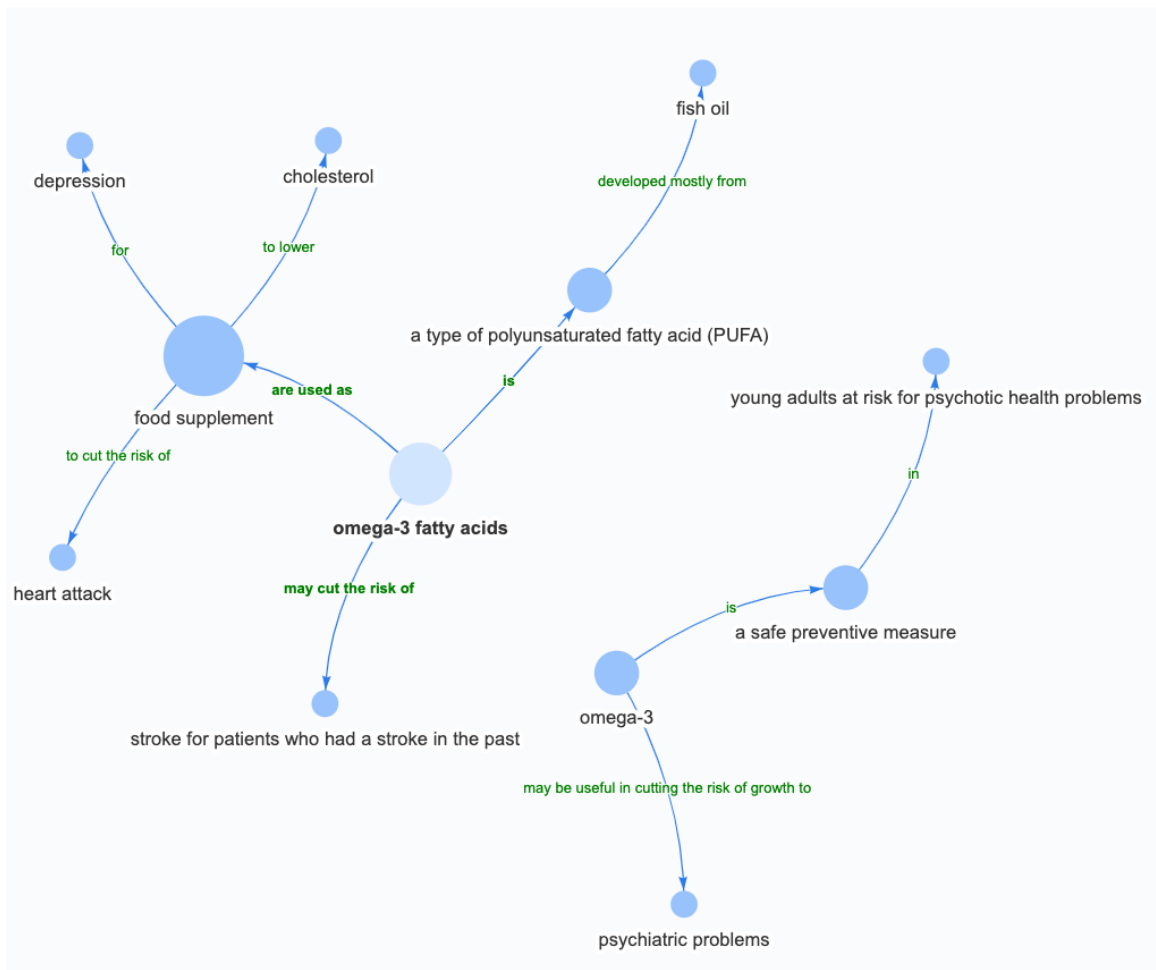 fish oil
depression
cholesterol
developed mostly from
for
to lower
a type of polyunsaturated fatty acid (PUFA)
is
are used as
young adults at risk for psychotic health problems
food supplement
to cut the risk of
in
omega-3 fatty acids
may cut the risk of
heart attack
is
a safe preventive measure
omega-3
stroke for patients who had a stroke in the past
may be useful in cutting the risk of growth to
psychiatric problems